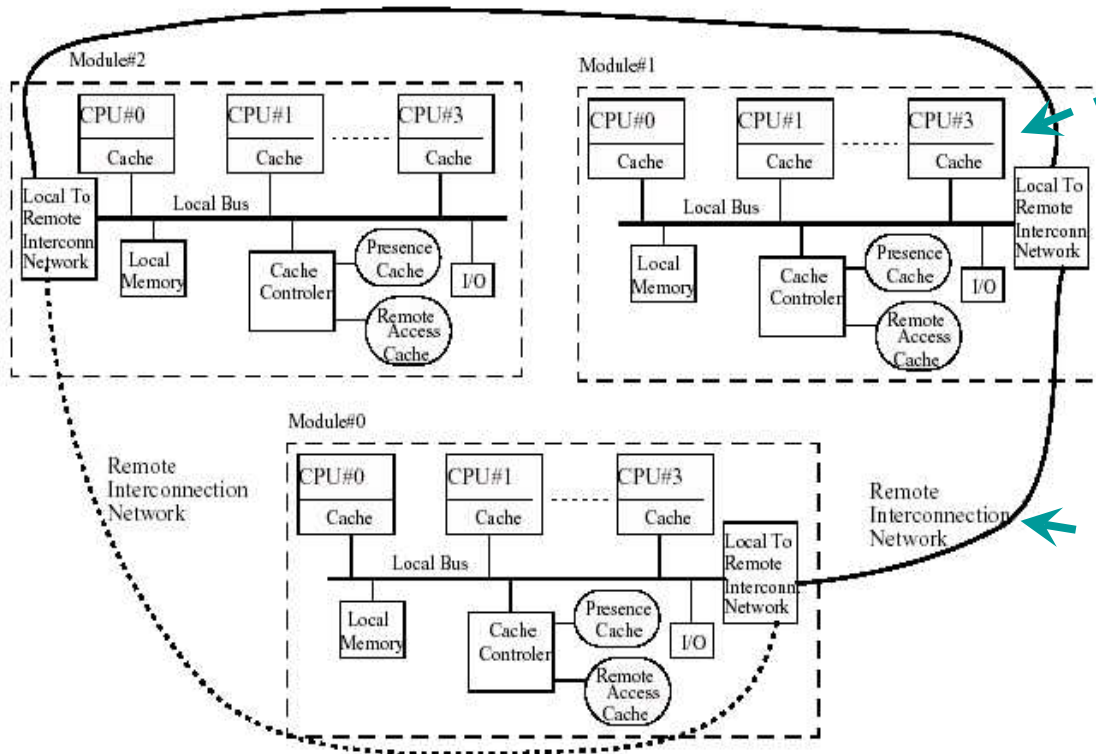 Module#2
CPU#0
Cache
CPU#1
Cache
CPU#3
Cache
Local To
Remote
Interconn
Network
Local Bus
Local
Memory
Cache
Controler
Presence
Cache
Remote
Access
Cache
I/O
Module#1
CPU#0
Cache
CPU#1
Cache
CPU#3
Cache
Local To
Remote
Interconn
Network
Local Bus
Local
Memory
Cache
Controler
Presence
Cache
Remote
Access
Cache
I/O
Module#0
CPU#0
Cache
CPU#1
Cache
CPU#3
Cache
Local To
Remote
Interconn.
Network
Local Bus
Local
Memory
Cache
Controler
Presence
Cache
Remote
Access
Cache
I/O
Remote
Interconnection
Network
Remote
Interconnection
Network